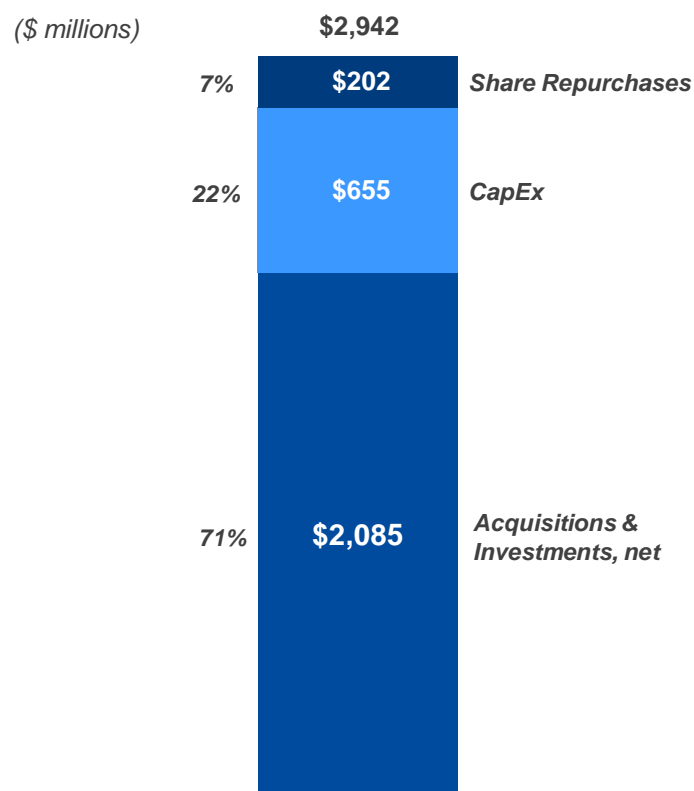 ($ millions)
$2,942
7%
$202
Share Repurchases
22%
$655
CapEx
71%
$2,085
Acquisitions &
Investments, net